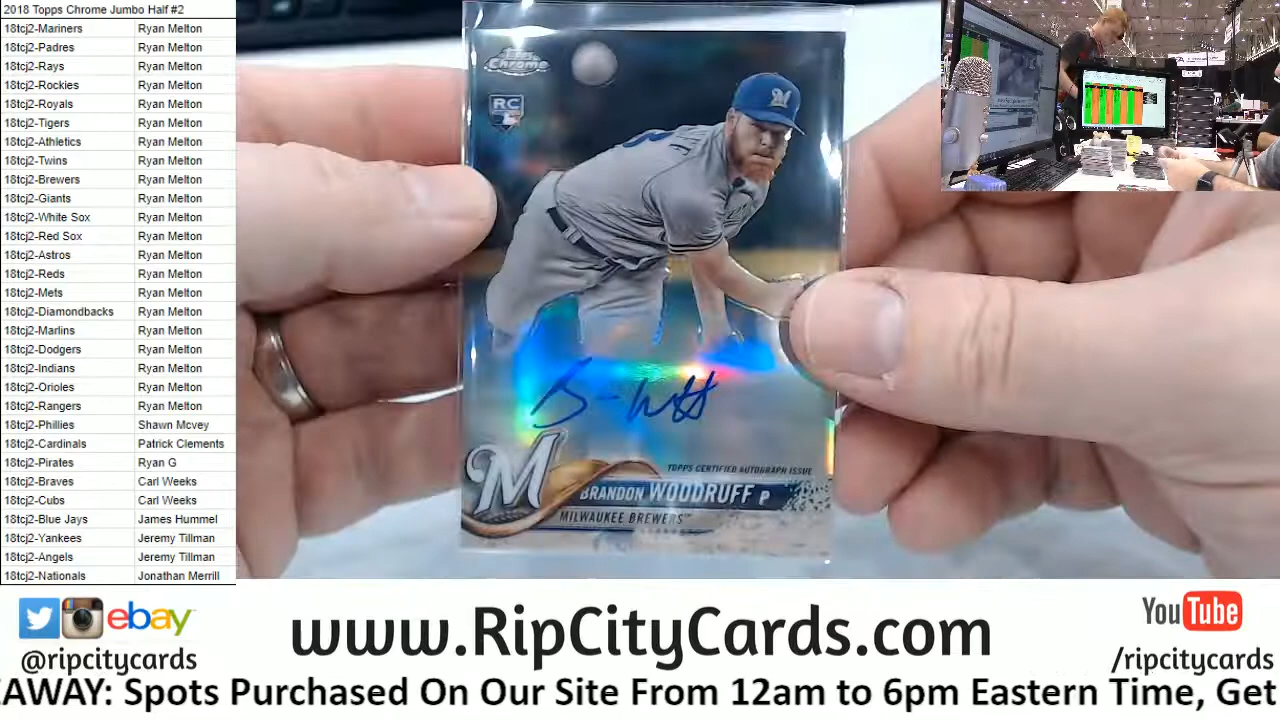 2018 Topps Chrome Jumbo Half #2
18tcj2-Mariners Ryan Melton
18tcj2-Padres Ryan Melton
18tcj2-Rays Ryan Melton
18tcj2-Rockies Ryan Melton
18tcj2-Royals Ryan Melton
18tcj2-Tigers Ryan Melton
18tcj2-Athletics Ryan Melton
18tcj2-Twins Ryan Melton
18tcj2-Brewers Ryan Melton
18tcj2-Giants Ryan Melton
18tcj2-White Sox Ryan Melton
18tcj2-Red Sox Ryan Melton
18tcj2-Astros Ryan Melton
18tcj2-Reds Ryan Melton
18tcj2-Mets Ryan Melton
18tcj2-Diamondbacks Ryan Melton
18tcj2-Marlins Ryan Melton
18tcj2-Dodgers Ryan Melton
18tcj2-Indians Ryan Melton
18tcj2-Orioles Ryan Melton
18tcj2-Rangers Ryan Melton
18tcj2-Phillies Shawn Mcvey
18tcj2-Cardinals Patrick Clements
18tcj2-Pirates Ryan G
18tcj2-Braves Carl Weeks
18tcj2-Cubs Carl Weeks
18tcj2-Blue Jays James Hummel
18tcj2-Yankees Jeremy Tillman
18tcj2-Angels Jeremy Tillman
18tcj2-Nationals Jonathan Merrill
Topps
Chrome
RC
M
TOPPS CERTIFIED AUTOGRAPH ISSUE
M
BRANDON WOODRUFF P
MILWAUKEE BREWERS™
ebay
@ripcitycards
www.RipCityCards.com
YouTube
/ripcitycards
EAWAY: Spots Purchased On Our Site From 12am to 6pm Eastern Time, Get